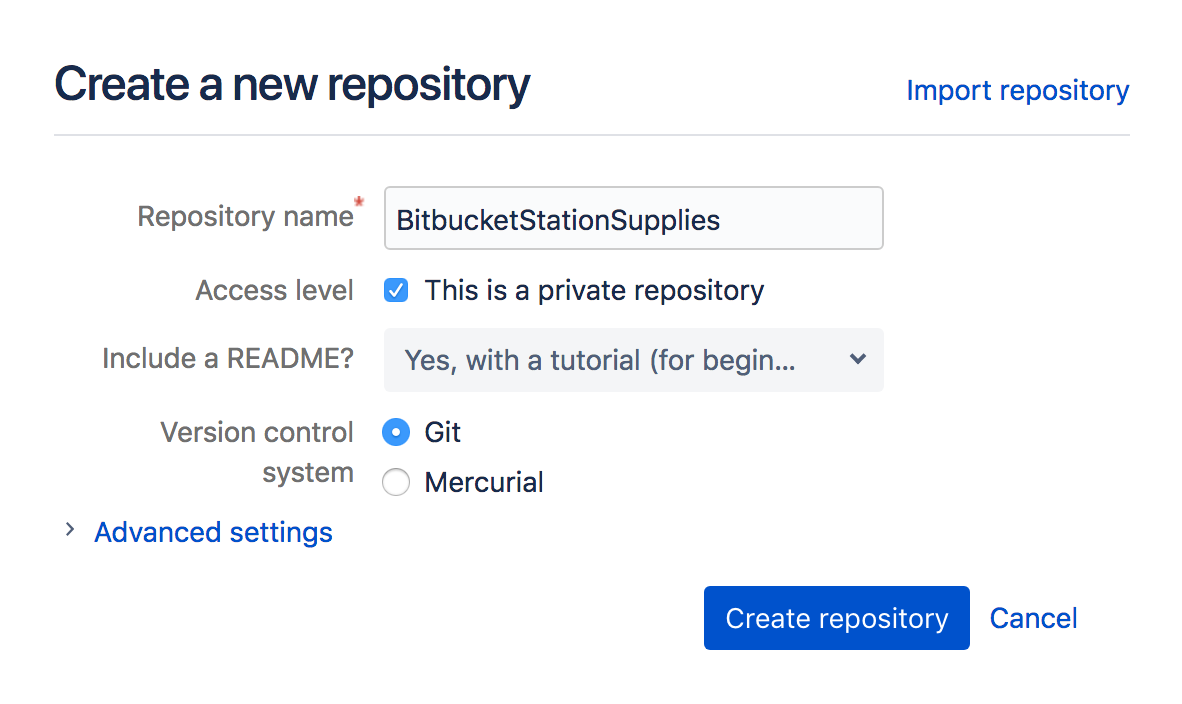 Create a new repository
Import repository
Repository name*
BitbucketStationSupplies
Access level
This is a private repository
Include a README?
Yes, with a tutorial (for begin...
Version control
system
Git
Mercurial
Advanced settings
Create repository
Cancel